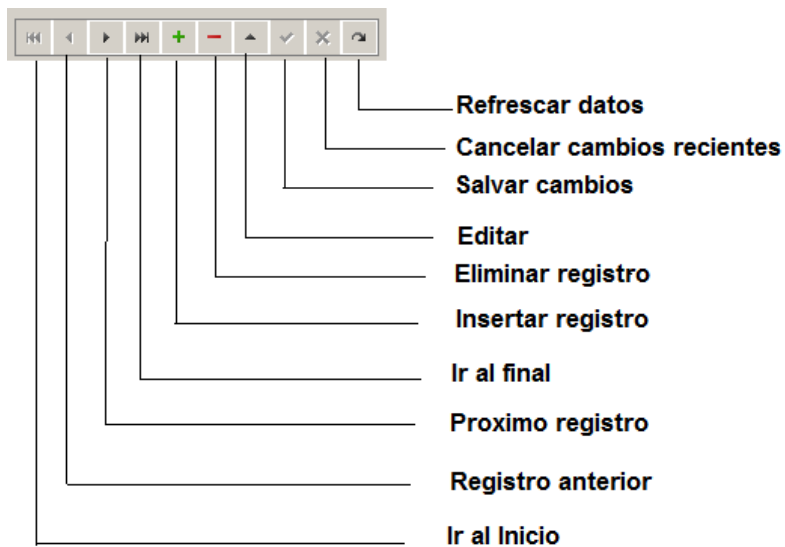 Refrescar datos
Cancelar cambios recientes
Salvar cambios
Editar
Eliminar registro
Insertar registro
Ir al final
Proximo registro
Registro anterior
Ir al Inicio